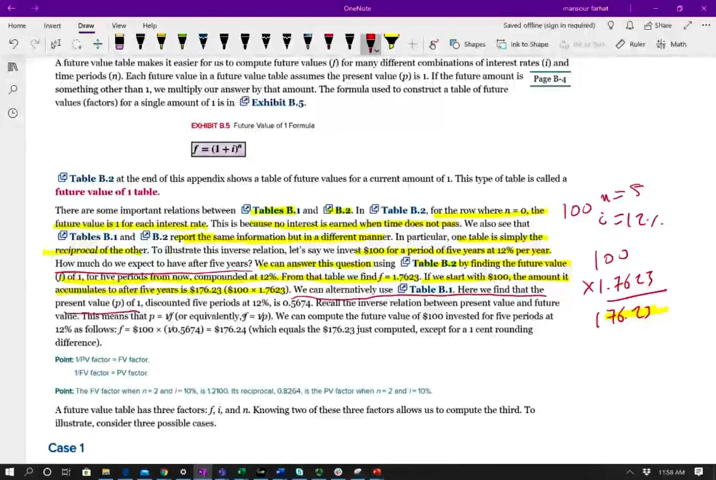 OneNote
mansour farhat
Home Insert Draw View Help
Saved offline (sign in required)
Share
Shapes
Ink to Shape
Ink to Text
Ruler
Math
A future value table makes it easier for us to compute future values (f) for many different combinations of interest rates (i) and
time periods (n). Each future value in a future value table assumes the present value (p) is 1. If the future amount is
something other than 1, we multiply our answer by that amount. The formula used to construct a table of future
values (factors) for a single amount of 1 is in Exhibit B.5.
Page B-4
EXHIBIT B.5 Future Value of 1 Formula
f = (1 + i)ⁿ
Table B.2 at the end of this appendix shows a table of future values for a current amount of 1. This type of table is called a
future value of 1 table.
There are some important relations between Tables B.1 and B.2. In Table B.2, for the row where n = 0, the
future value is 1 for each interest rate. This is because no interest is earned when time does not pass. We also see that
Tables B.1 and B.2 report the same information but in a different manner. In particular, one table is simply the
reciprocal of the other. To illustrate this inverse relation, let's say we invest $100 for a period of five years at 12% per year.
How much do we expect to have after five years? We can answer this question using Table B.2 by finding the future value
(f) of 1, for five periods from now, compounded at 12%. From that table we find f = 1.7623. If we start with $100, the amount it
accumulates to after five years is $176.23 ($100 × 1.7623). We can alternatively use Table B.1. Here we find that the
present value (p) of 1, discounted five periods at 12%, is 0.5674. Recall the inverse relation between present value and future
value. This means that p = 1/f (or equivalently, f = 1/p). We can compute the future value of $100 invested for five periods at
12% as follows: f = $100 × (1/0.5674) = $176.24 (which equals the $176.23 just computed, except for a 1 cent rounding
difference).
Point: 1/PV factor = FV factor.
1/FV factor = PV factor.
Point: The FV factor when n = 2 and i = 10%, is 1.2100. Its reciprocal, 0.8264, is the PV factor when n = 2 and i = 10%.
A future value table has three factors: f, i, and n. Knowing two of these three factors allows us to compute the third. To
illustrate, consider three possible cases.
Case 1
n = 5
100 i = 12%
100
× 1.7623
176.23
11:58 AM